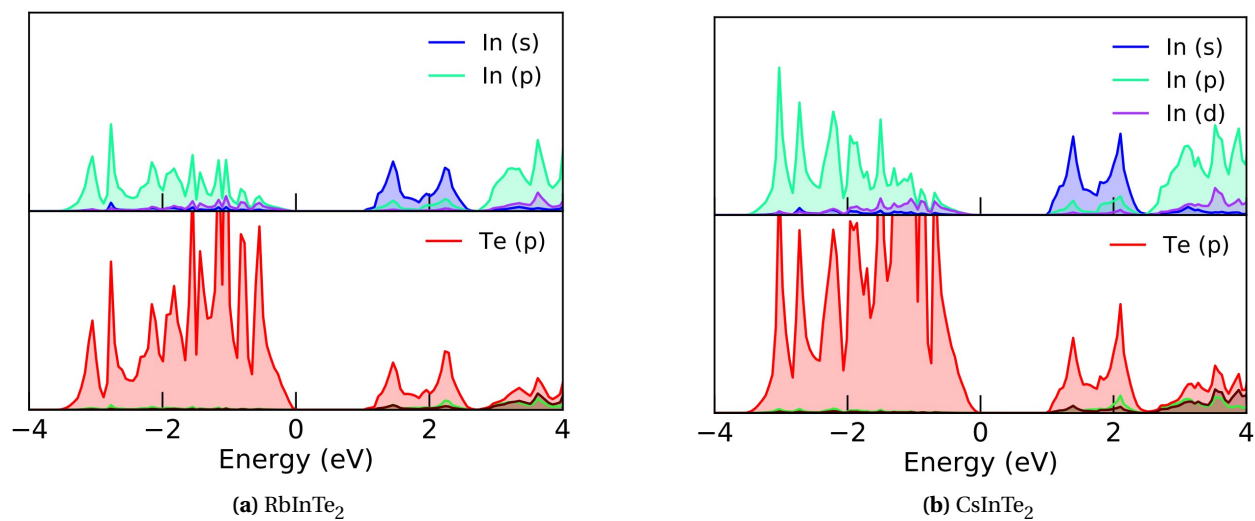 In (s)
In (p)
Te (p)
−4 −2 0 2 4
Energy (eV)
(a) RbInTe₂
In (s)
In (p)
In (d)
Te (p)
−4 −2 0 2 4
Energy (eV)
(b) CsInTe₂